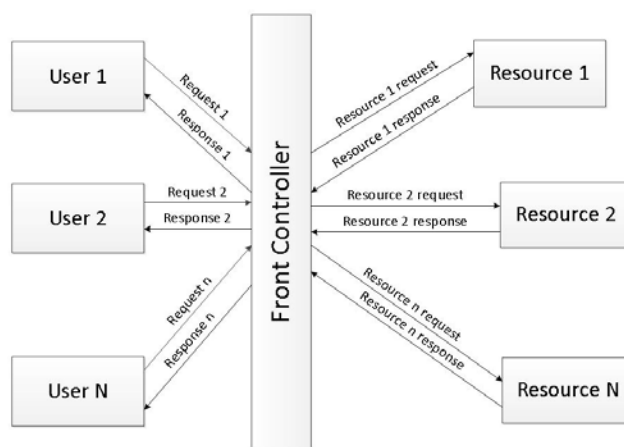 User 1
Request 1
Response 1
Resource 1 request
Resource 1 response
Resource 1
User 2
Request 2
Response 2
Front Controller
Resource 2 request
Resource 2 response
Resource 2
User N
Request n
Response n
Resource n request
Resource n response
Resource N